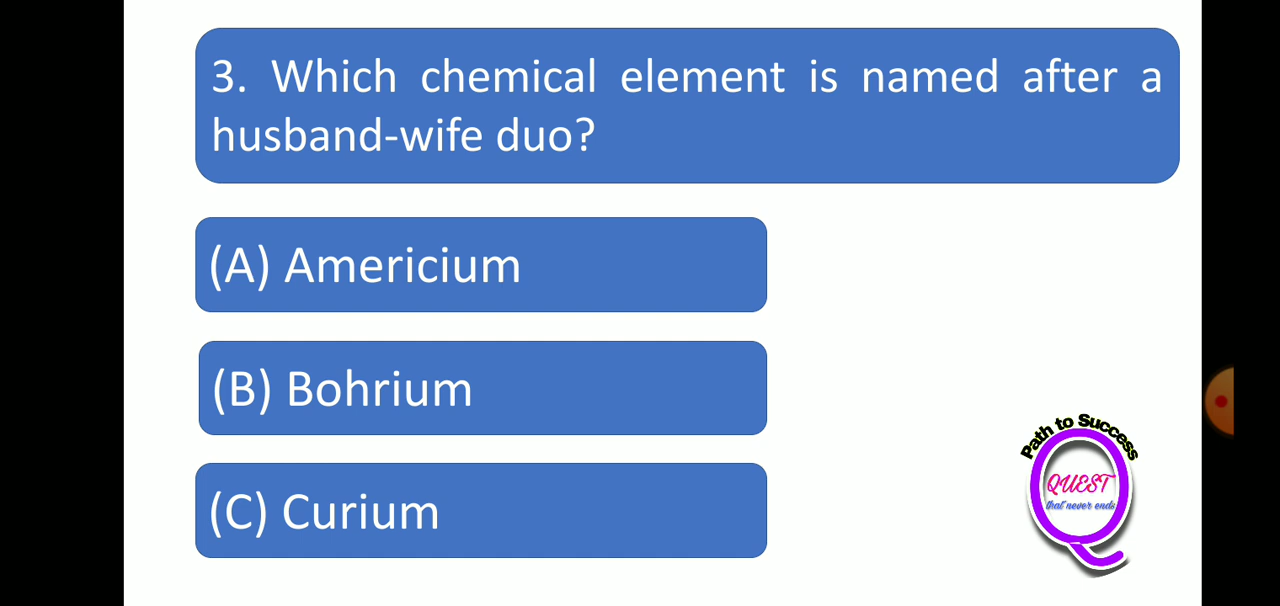 3. Which chemical element is named after a
husband-wife duo?
(A) Americium
(B) Bohrium
(C) Curium
Path to Success
QUEST
that never ends